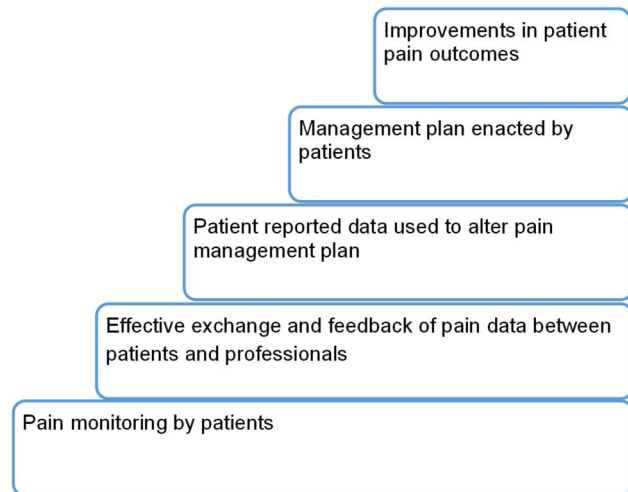 Improvements in patient
pain outcomes
Management plan enacted by
patients
Patient reported data used to alter pain
management plan
Effective exchange and feedback of pain data between
patients and professionals
Pain monitoring by patients